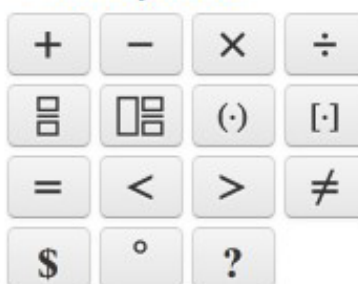 + − × ÷
(·) [·]
= < > ≠
$ ° ?